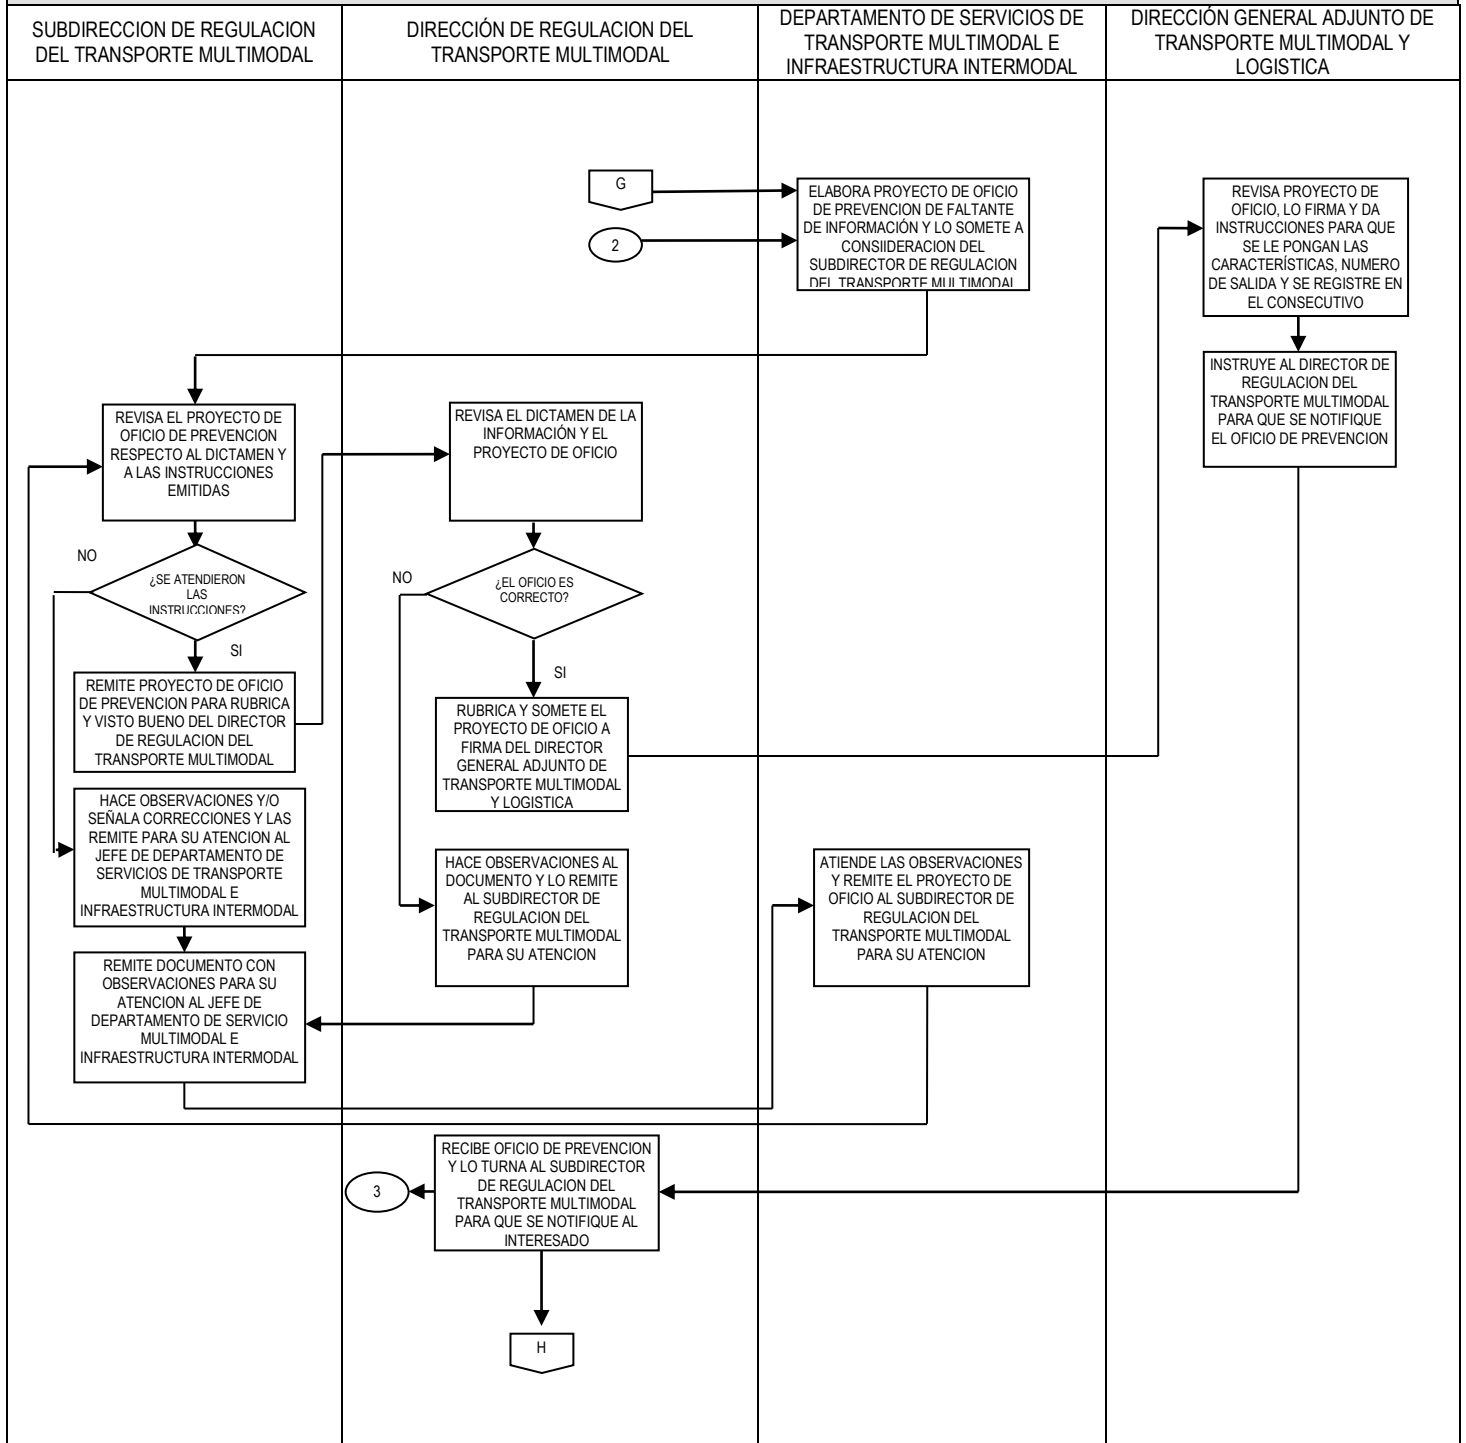 SUBDIRECCION DE REGULACION
DEL TRANSPORTE MULTIMODAL
DIRECCIÓN DE REGULACION DEL
TRANSPORTE MULTIMODAL
DEPARTAMENTO DE SERVICIOS DE
TRANSPORTE MULTIMODAL E
INFRAESTRUCTURA INTERMODAL
DIRECCIÓN GENERAL ADJUNTO DE
TRANSPORTE MULTIMODAL Y
LOGISTICA
G
2
ELABORA PROYECTO DE OFICIO
DE PREVENCION DE FALTANTE
DE INFORMACIÓN Y LO SOMETE A
CONSIIDERACION DEL
SUBDIRECTOR DE REGULACION
DEL TRANSPORTE MULTIMODAL
REVISA PROYECTO DE
OFICIO, LO FIRMA Y DA
INSTRUCCIONES PARA QUE
SE LE PONGAN LAS
CARACTERÍSTÍCAS, NUMERO
DE SALIDA Y SE REGISTRE EN
EL CONSECUTIVO
INSTRUYE AL DIRECTOR DE
REGULACION DEL
TRANSPORTE MULTIMODAL
PARA QUE SE NOTIFIQUE
EL OFICIO DE PREVENCION
REVISA EL PROYECTO DE
OFICIO DE PREVENCION
RESPECTO AL DICTAMEN Y
A LAS INSTRUCCIONES
EMITIDAS
REVISA EL DICTAMEN DE LA
INFORMACIÓN Y EL
PROYECTO DE OFICIO
NO
¿SE ATENDIERON
LAS
INSTRUCCIONES?
SI
NO
¿EL OFICIO ES
CORRECTO?
SI
REMITE PROYECTO DE OFICIO
DE PREVENCION PARA RUBRICA
Y VISTO BUENO DEL DIRECTOR
DE REGULACION DEL
TRANSPORTE MULTIMODAL
RUBRICA Y SOMETE EL
PROYECTO DE OFICIO A
FIRMA DEL DIRECTOR
GENERAL ADJUNTO DE
TRANSPORTE MULTIMODAL
Y LOGISTICA
HACE OBSERVACIONES Y/O
SEÑALA CORRECCIONES Y LAS
REMITE PARA SU ATENCION AL
JEFE DE DEPARTAMENTO DE
SERVICIOS DE TRANSPORTE
MULTIMODAL E
INFRAESTRUCTURA INTERMODAL
HACE OBSERVACIONES AL
DOCUMENTO Y LO REMITE
AL SUBDIRECTOR DE
REGULACION DEL
TRANSPORTE MULTIMODAL
PARA SU ATENCION
ATIENDE LAS OBSERVACIONES
Y REMITE EL PROYECTO DE
OFICIO AL SUBDIRECTOR DE
REGULACION DEL
TRANSPORTE MULTIMODAL
PARA SU ATENCION
REMITE DOCUMENTO CON
OBSERVACIONES PARA SU
ATENCION AL JEFE DE
DEPARTAMENTO DE SERVICIO
MULTIMODAL E
INFRAESTRUCTURA INTERMODAL
RECIBE OFICIO DE PREVENCION
Y LO TURNA AL SUBDIRECTOR
DE REGULACION DEL
TRANSPORTE MULTIMODAL
PARA QUE SE NOTIFIQUE AL
INTERESADO
3
H